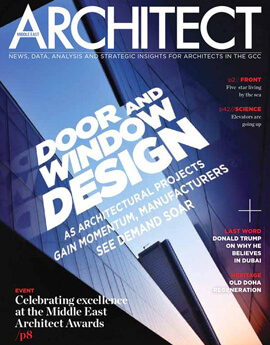 ARCHITECT
MIDDLE EAST
NEWS, DATA, ANALYSIS AND STRATEGIC INSIGHTS FOR ARCHITECTS IN THE GCC
p2 / FRONT
Five-star living
by the sea
p42 // SCIENCE
Elevators are
going up
DOOR AND
WINDOW
DESIGN
AS ARCHITECTURAL PROJECTS
GAIN MOMENTUM, MANUFACTURERS
SEE DEMAND SOAR
LAST WORD
DONALD TRUMP
ON WHY HE
BELIEVES
IN DUBAI
HERITAGE
OLD DOHA
REGENERATION
EVENT
Celebrating excellence
at the Middle East
Architect Awards
/p8